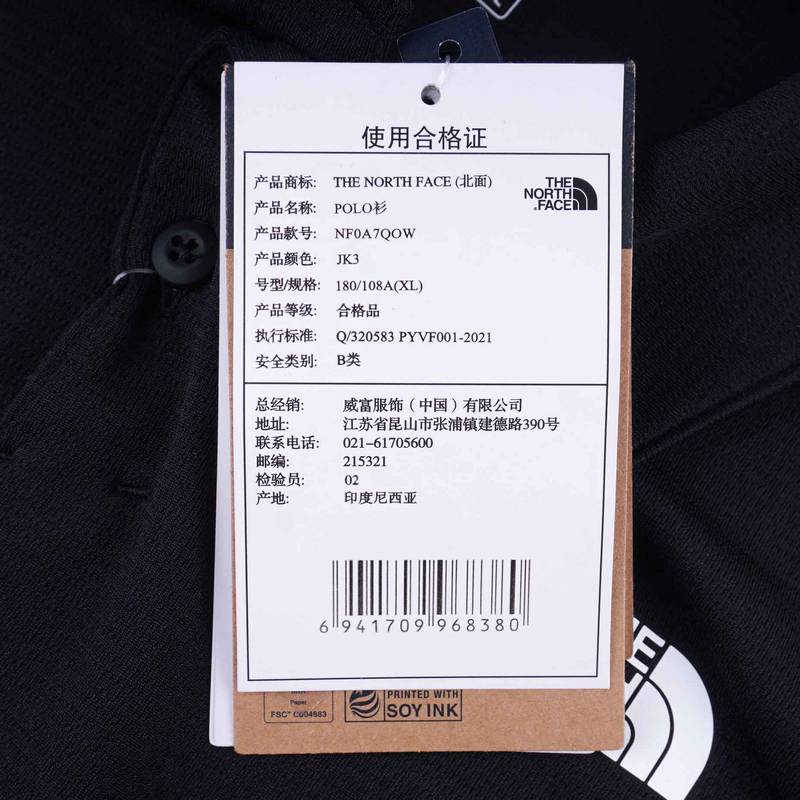 使用合格证
产品商标: THE NORTH FACE (北面)
产品名称: POLO衫
产品款号: NF0A7QOW
产品颜色: JK3
号型/规格: 180/108A(XL)
产品等级: 合格品
执行标准: Q/320583 PYVF001-2021
安全类别: B类
THE
NORTH
FACE
总经销: 威富服饰（中国）有限公司
地址: 江苏省昆山市张浦镇建德路390号
联系电话: 021-61705600
邮编: 215321
检验员: 02
产地: 印度尼西亚
6 941709 968380
Paper
FSC® C004883
PRINTED WITH
SOY INK